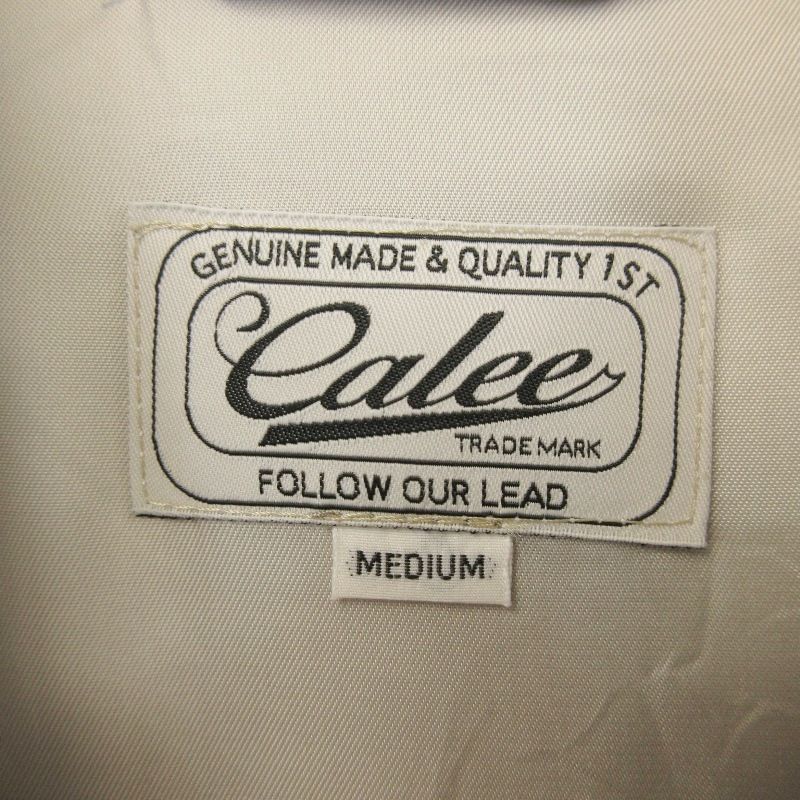 GENUINE MADE & QUALITY 1ST
Calee
TRADE MARK
FOLLOW OUR LEAD
MEDIUM